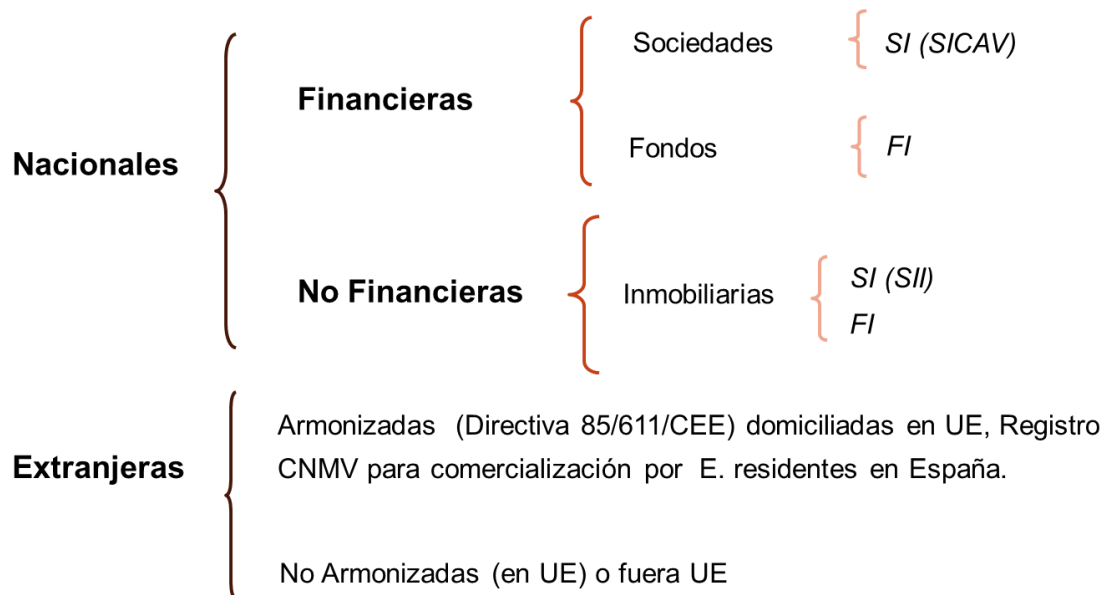 Nacionales
Financieras
Sociedades
SI (SICAV)
Fondos
FI
No Financieras
Inmobiliarias
SI (SII)
FI
Extranjeras
Armonizadas (Directiva 85/611/CEE) domiciliadas en UE, Registro
CNMV para comercialización por E. residentes en España.
No Armonizadas (en UE) o fuera UE